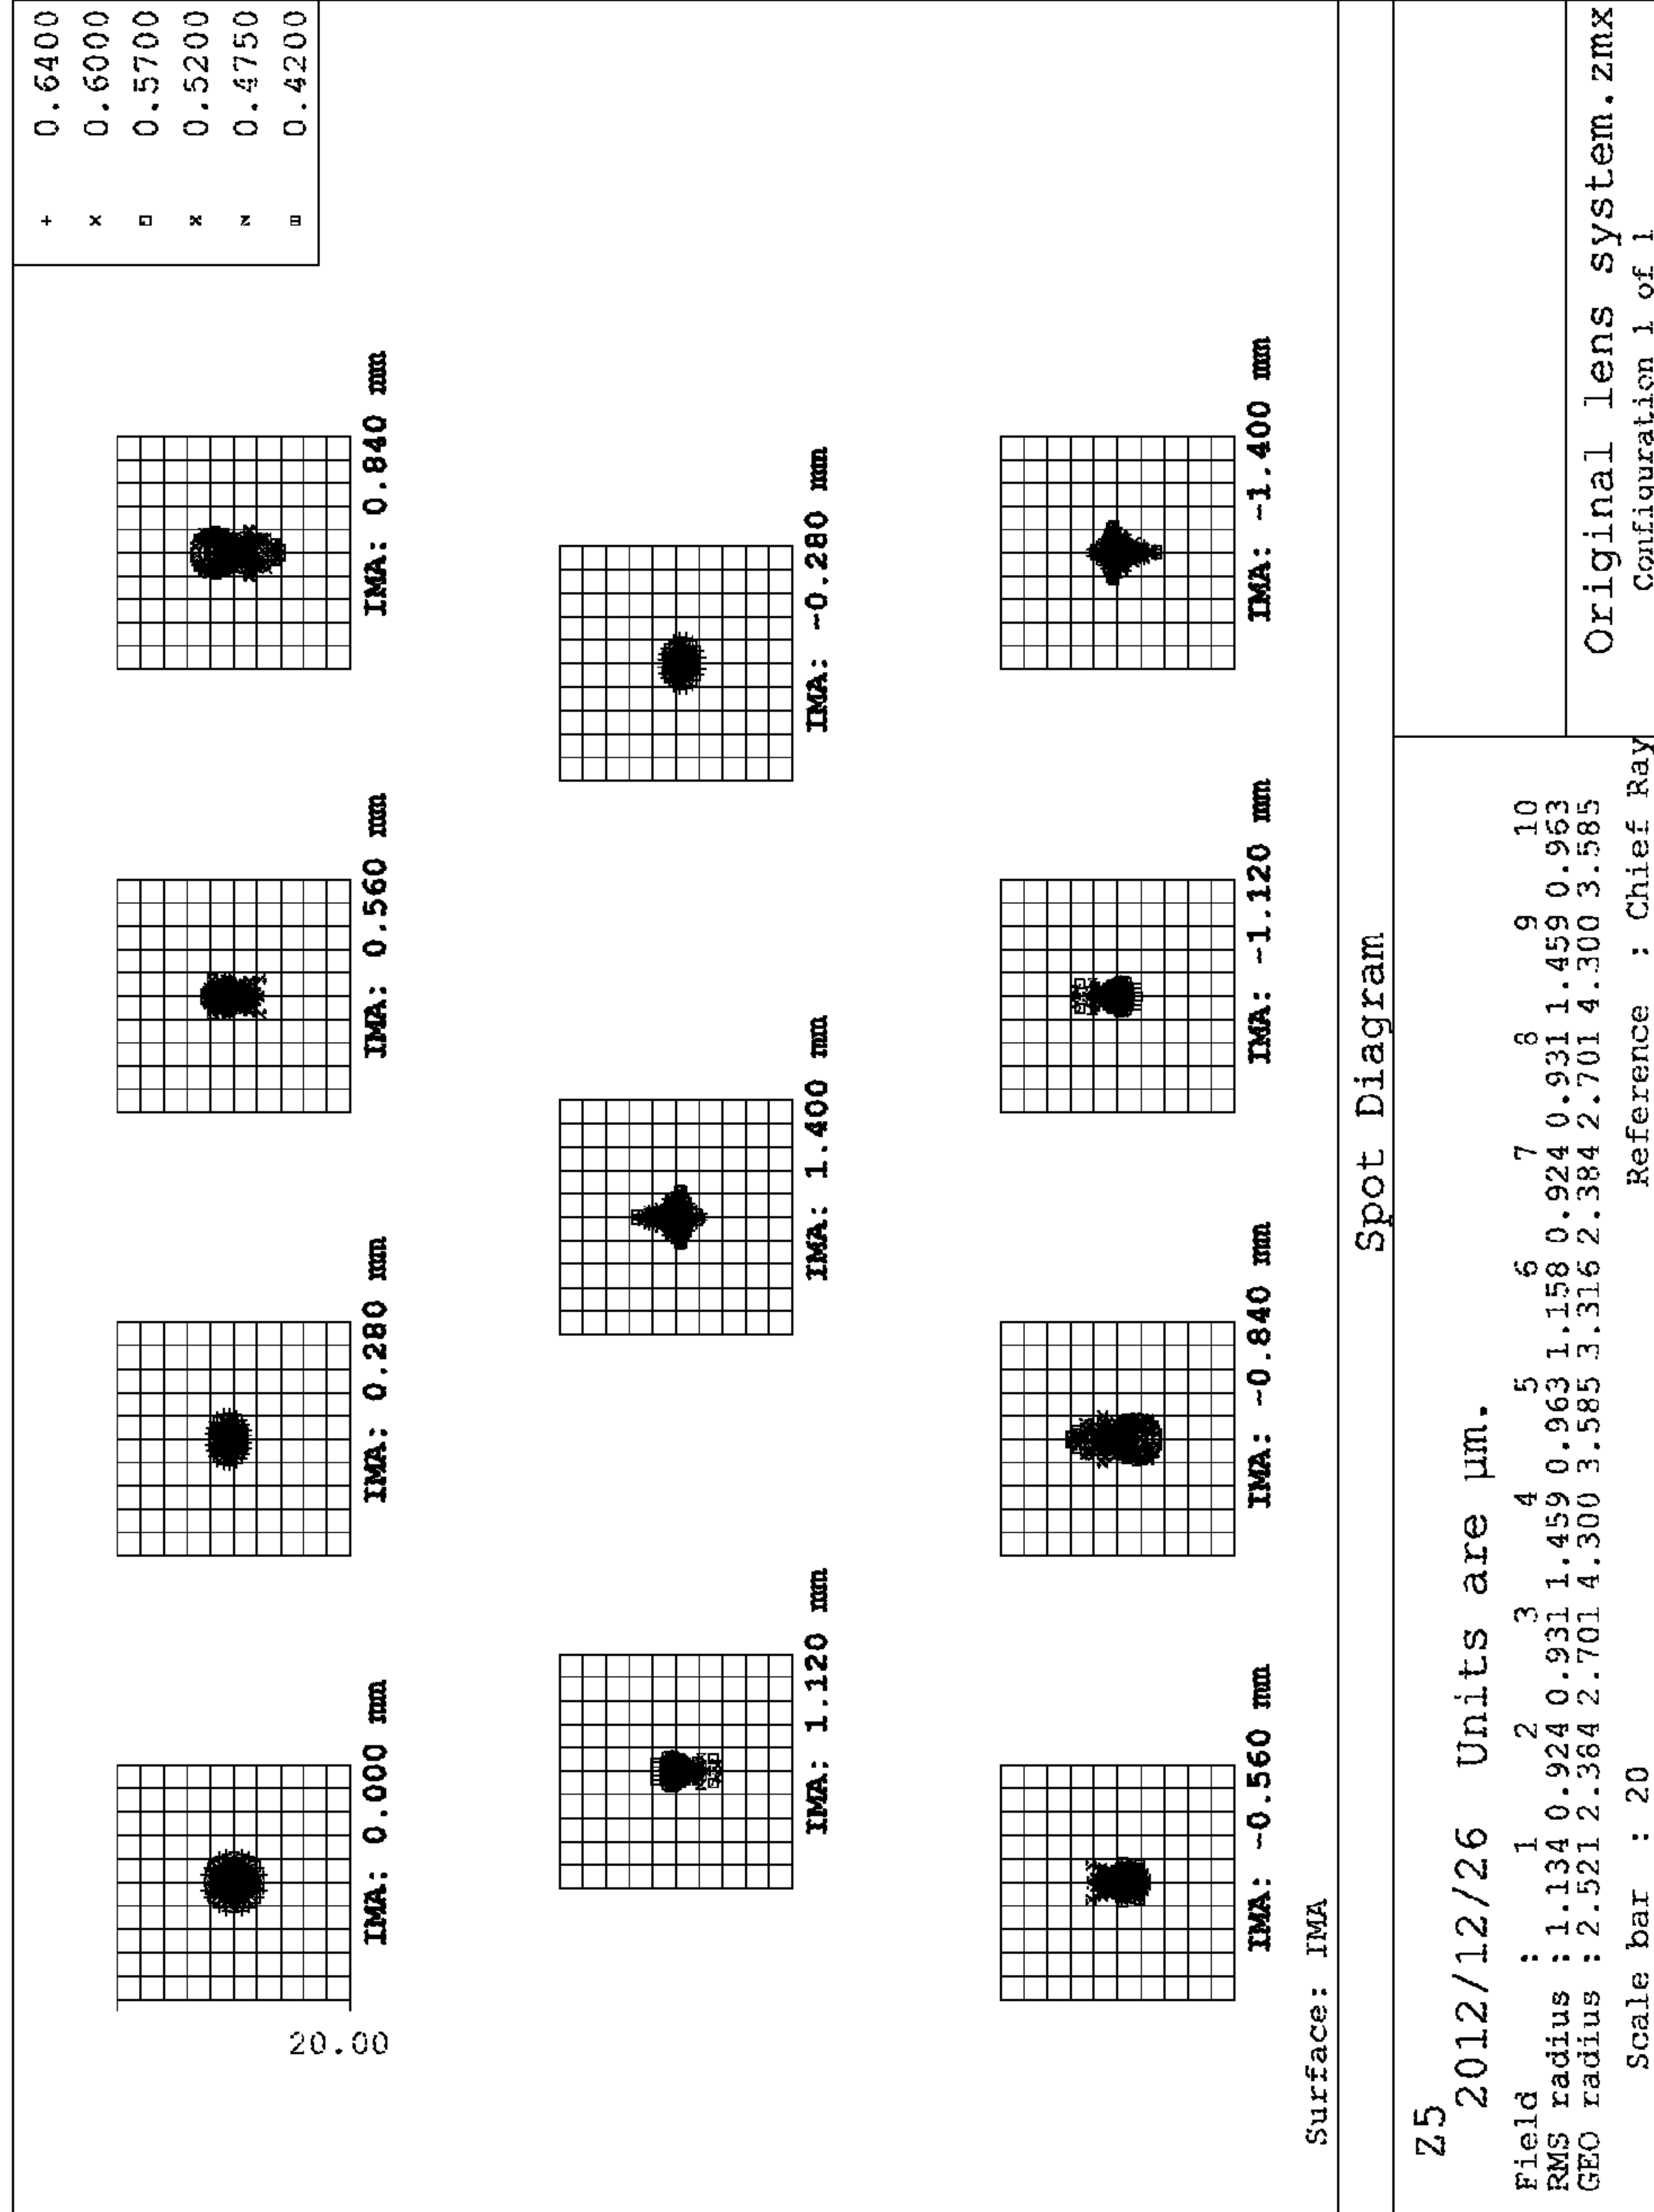 + 0.6400
× 0.6000
□ 0.5700
0.5200
0.4750
0.4200
20.00
IMA: 0.000 mm
IMA: 0.280 mm
IMA: 0.560 mm
IMA: 0.840 mm
IMA: 1.120 mm
IMA: 1.400 mm
IMA: -0.280 mm
IMA: -0.560 mm
IMA: -0.840 mm
IMA: -1.120 mm
IMA: -1.400 mm
Surface: IMA
Spot Diagram
Z5
2012/12/26 Units are µm.
Field : 1 2 3 4 5 6 7 8 9 10
RMS radius : 1.134 0.924 0.931 1.459 0.963 1.158 0.924 0.931 1.459 0.963
GEO radius : 2.521 2.384 2.701 4.300 3.585 3.316 2.384 2.701 4.300 3.585
Scale bar : 20 Reference : Chief Ray
Original lens system.zmx
Configuration 1 of 1